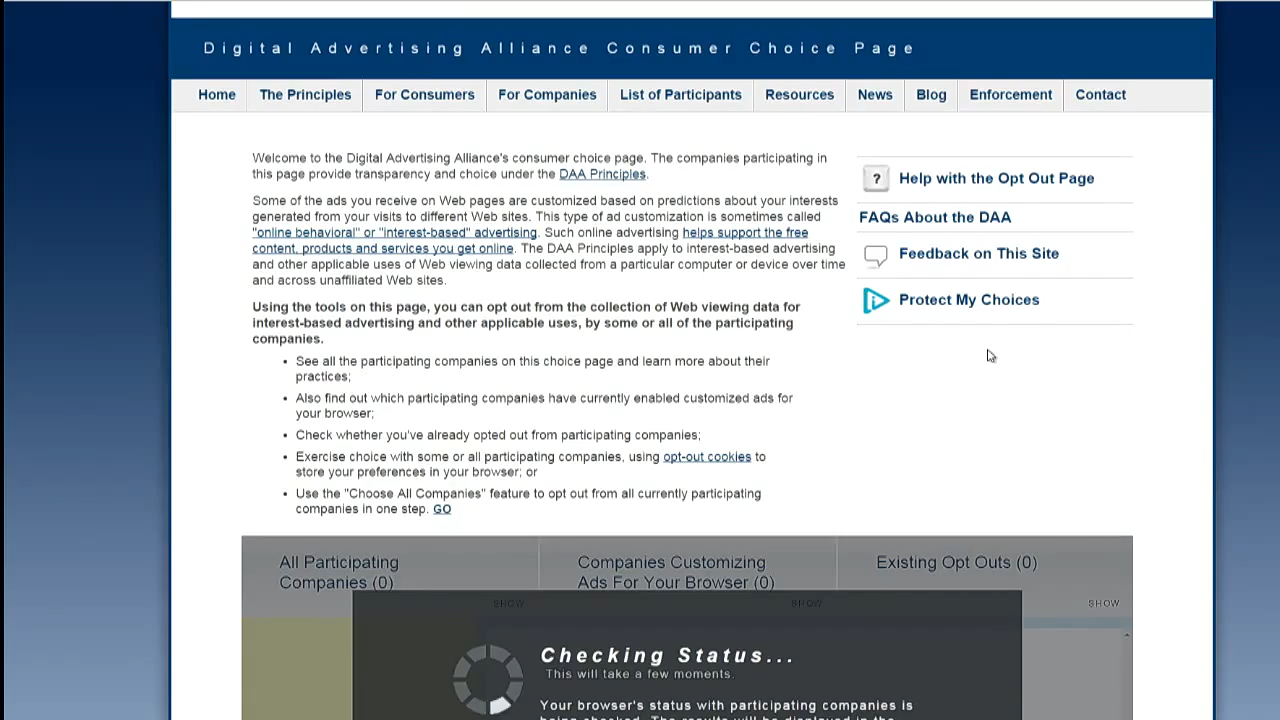 Digital Advertising Alliance Consumer Choice Page
Home The Principles For Consumers For Companies List of Participants Resources News Blog Enforcement Contact
Welcome to the Digital Advertising Alliance's consumer choice page. The companies participating in
this page provide transparency and choice under the DAA Principles.
Some of the ads you receive on Web pages are customized based on predictions about your interests
generated from your visits to different Web sites. This type of ad customization is sometimes called
"online behavioral" or "interest-based" advertising. Such online advertising helps support the free
content, products and services you get online. The DAA Principles apply to interest-based advertising
and other applicable uses of Web viewing data collected from a particular computer or device over time
and across unaffiliated Web sites.
Using the tools on this page, you can opt out from the collection of Web viewing data for
interest-based advertising and other applicable uses, by some or all of the participating
companies.
• See all the participating companies on this choice page and learn more about their
practices;
• Also find out which participating companies have currently enabled customized ads for
your browser;
• Check whether you've already opted out from participating companies;
• Exercise choice with some or all participating companies, using opt-out cookies to
store your preferences in your browser; or
• Use the "Choose All Companies" feature to opt out from all currently participating
companies in one step. GO
? Help with the Opt Out Page
FAQs About the DAA
Feedback on This Site
Protect My Choices
All Participating
Companies (0)
Companies Customizing
Ads For Your Browser (0)
Existing Opt Outs (0)
SHOW SHOW SHOW
Checking Status...
This will take a few moments.
Your browser's status with participating companies is
being checked. The results will be displayed in the